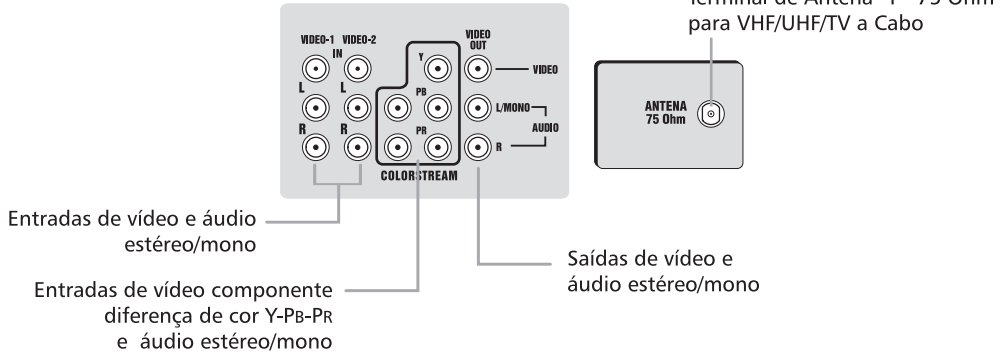 Terminal de Antena "F" 75 Ohm
para VHF/UHF/TV a Cabo
VIDEO-1 VIDEO-2
IN
VIDEO
OUT
Y
VIDEO
L
L
PB
L/MONO
AUDIO
R
R
PR
R
COLORSTREAM
ANTENA
75 Ohm
Entradas de vídeo e áudio
estéreo/mono
Saídas de vídeo e
áudio estéreo/mono
Entradas de vídeo componente
diferença de cor Y-PB-PR
e áudio estéreo/mono